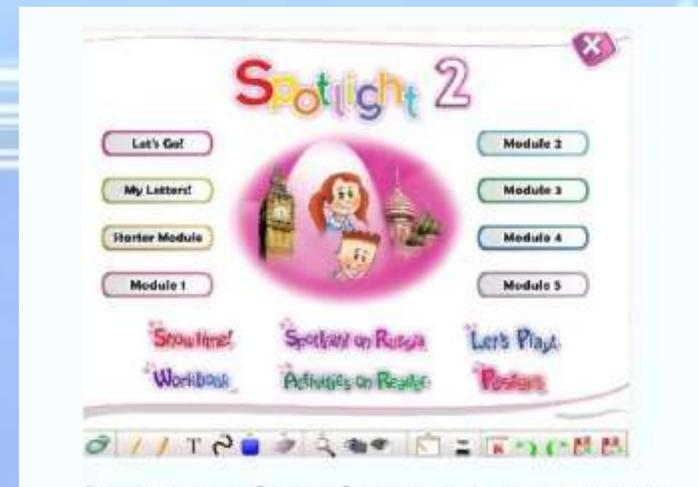 Spotlight 2
Let's Go!
My Letters!
Starter Module
Module 1
Module 2
Module 3
Module 4
Module 5
Showtime!
Spotlight on Russia
Let's Play!
Workbook
Activities on Reader
Posters
T